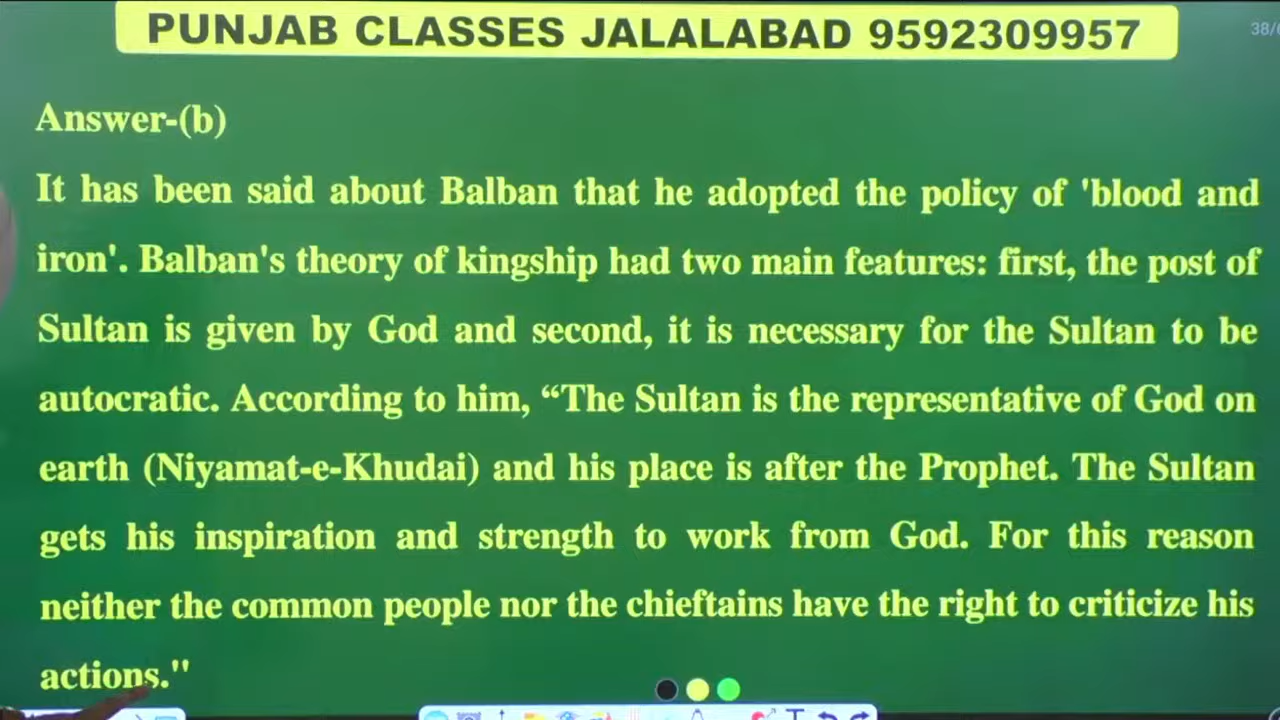 PUNJAB CLASSES JALALABAD 9592309957
38/
Answer-(b)
It has been said about Balban that he adopted the policy of 'blood and
iron'. Balban's theory of kingship had two main features: first, the post of
Sultan is given by God and second, it is necessary for the Sultan to be
autocratic. According to him, “The Sultan is the representative of God on
earth (Niyamat-e-Khudai) and his place is after the Prophet. The Sultan
gets his inspiration and strength to work from God. For this reason
neither the common people nor the chieftains have the right to criticize his
actions."